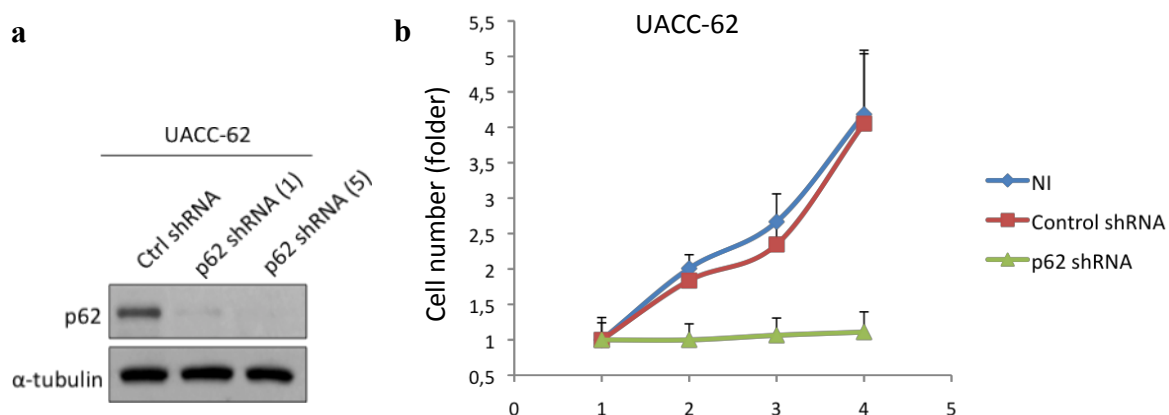 a
UACC-62
Ctrl shRNA
p62 shRNA (1)
p62 shRNA (5)
p62
α-tubulin
b
UACC-62
Cell number (folder)
5,5
5
4,5
4
3,5
3
2,5
2
1,5
1
0,5
0 1 2 3 4 5
NI
Control shRNA
p62 shRNA